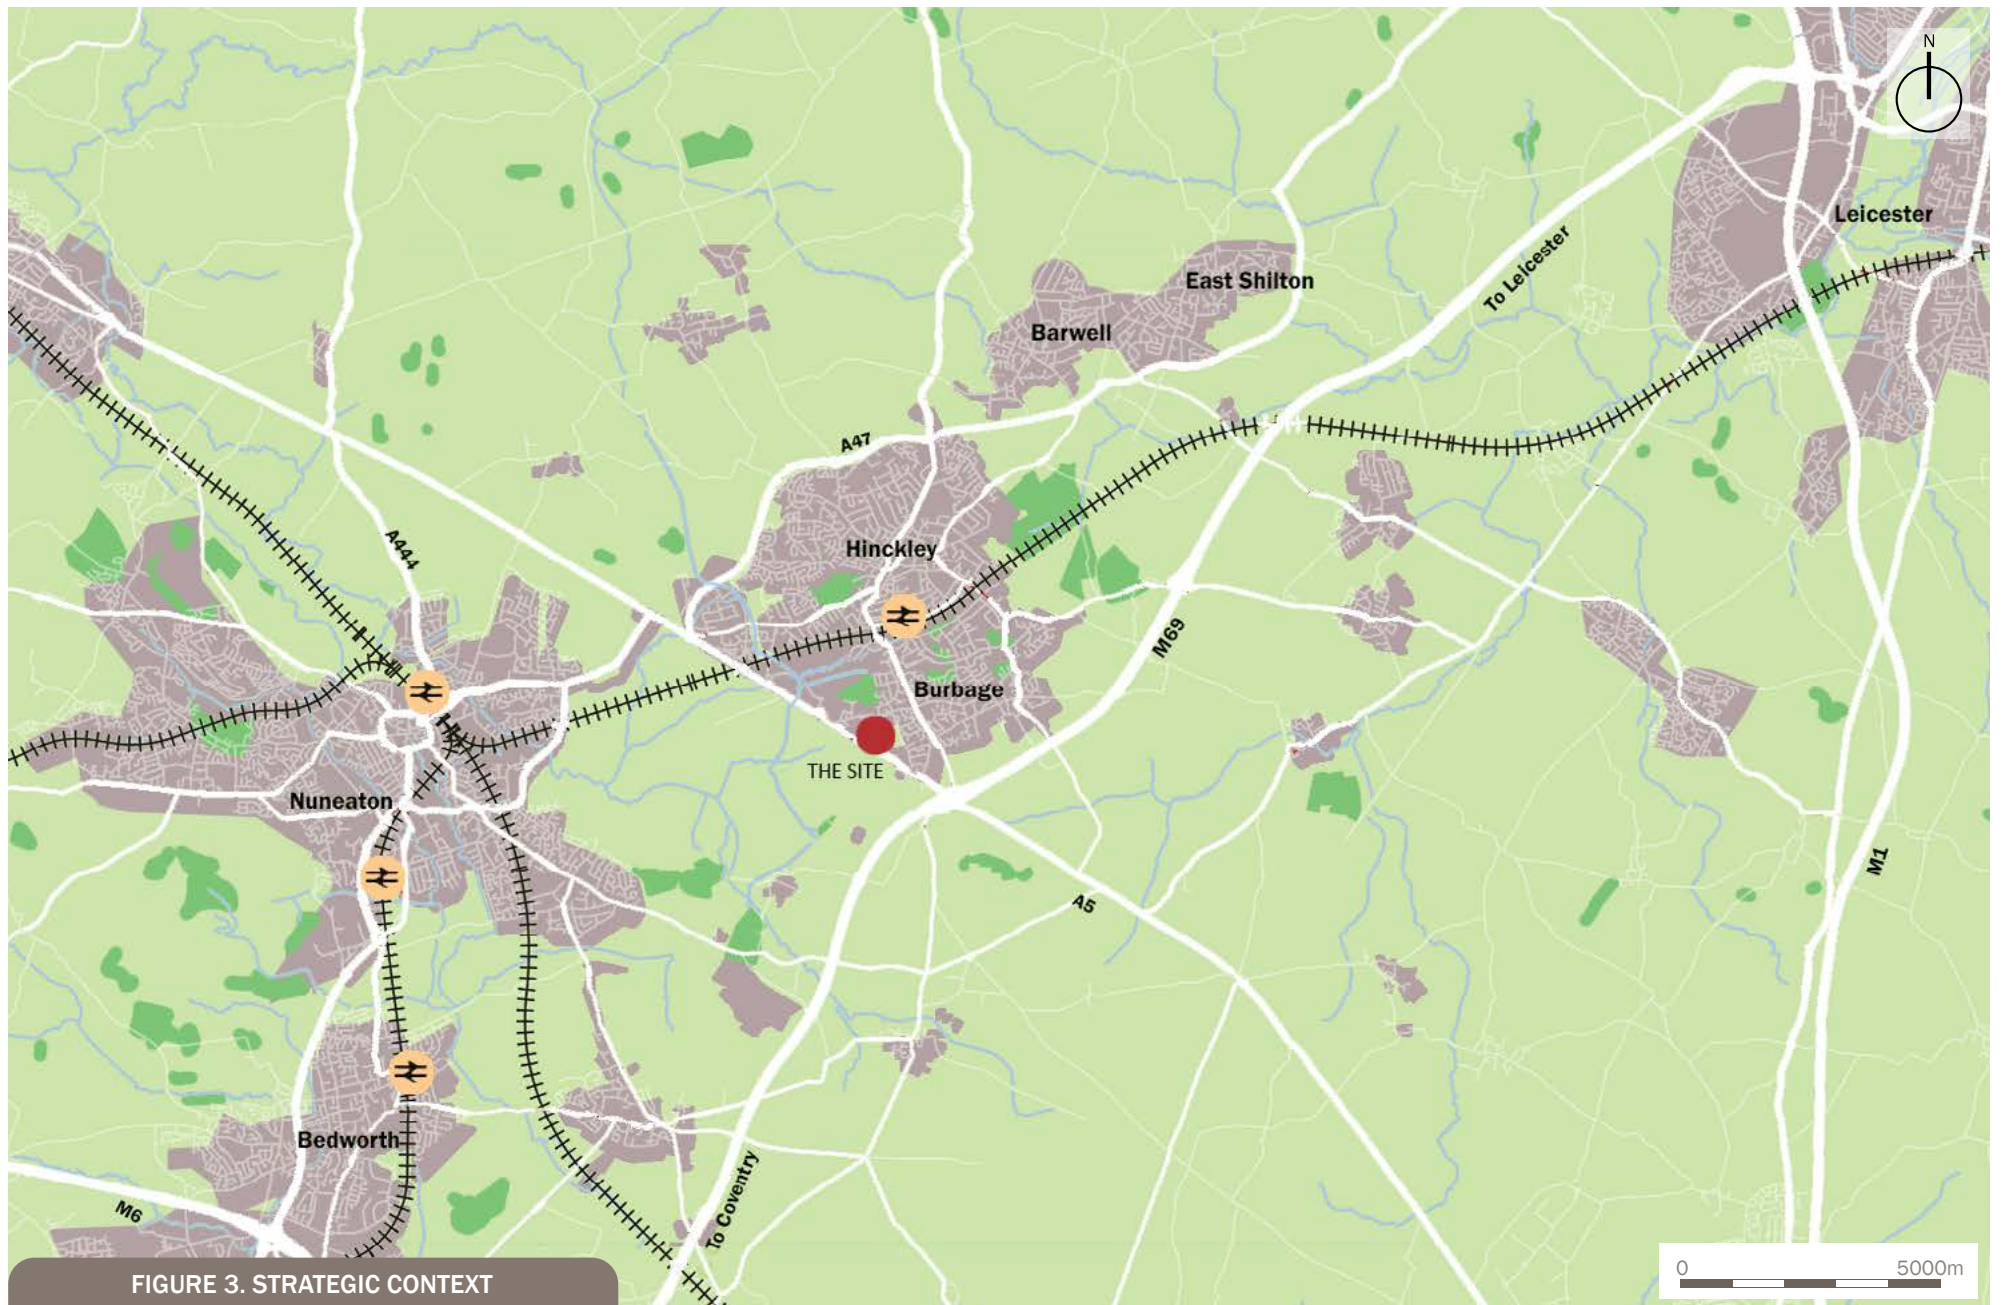 N
Leicester
To Leicester
East Shilton
Barwell
A47
A444
Hinckley
M69
Burbage
THE SITE
Nuneaton
M1
A5
Bedworth
To Coventry
M6
0 5000m
FIGURE 3. STRATEGIC CONTEXT